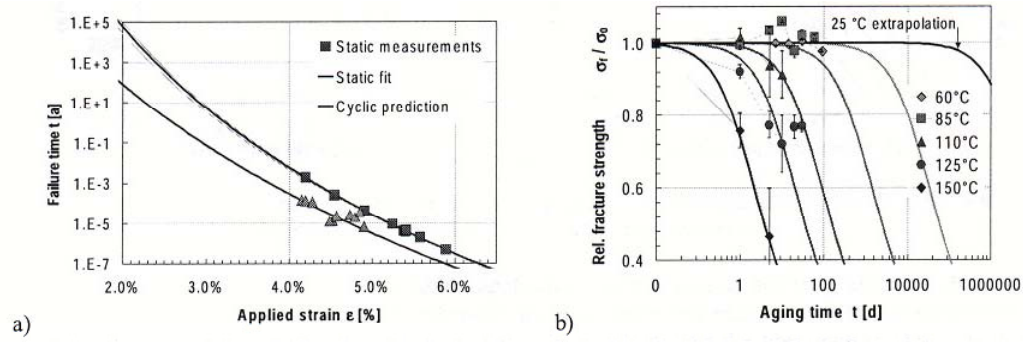 a)
Failure time t [a]
1.E+5
1.E+3
1.E+1
1.E-1
1.E-3
1.E-5
1.E-7
Static measurements
Static fit
Cyclic prediction
2.0%
3.0%
4.0%
5.0%
6.0%
Applied strain ε [%]
b)
Rel. fracture strength
σf / σ0
1.0
0.8
0.6
0.4
25 °C extrapolation
60°C
85°C
110°C
125°C
150°C
0
1
100
10000
1000000
Aging time t [d]